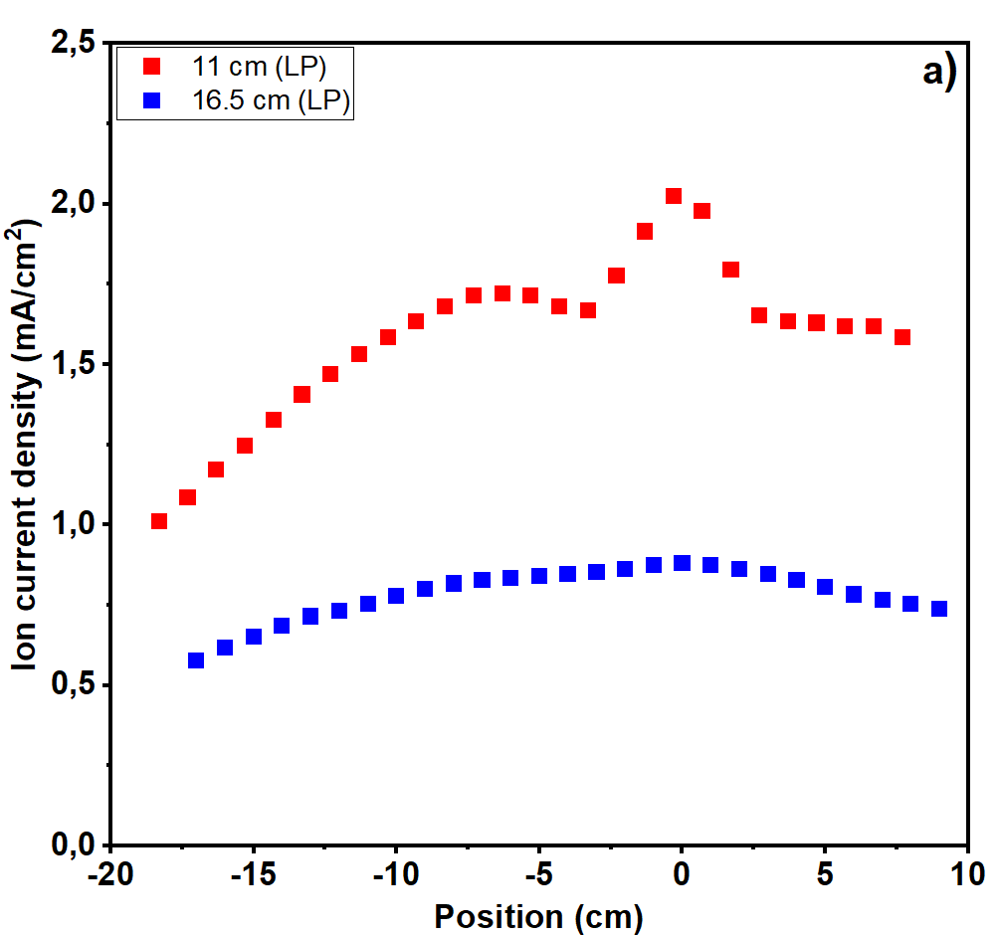 a)
11 cm (LP)
16.5 cm (LP)
Ion current density (mA/cm²)
2,5
2,0
1,5
1,0
0,5
0,0
-20 -15 -10 -5 0 5 10
Position (cm)